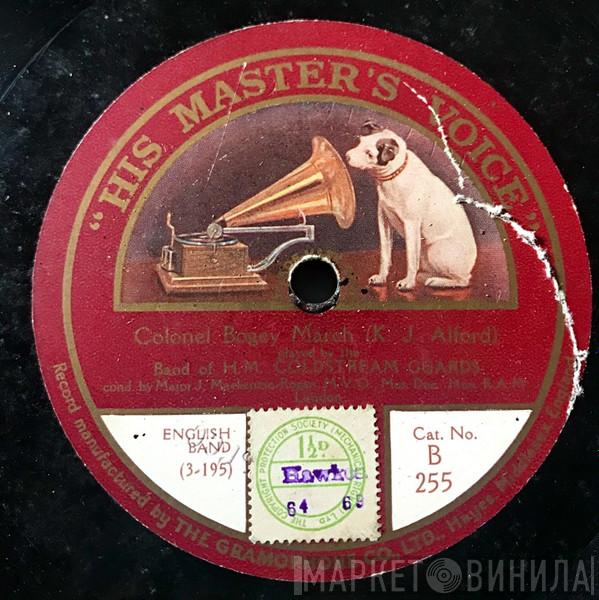 "HIS MASTER'S VOICE"
Colonel Bogey March (K. J. Alford)
played by the
Band of H.M. COLDSTREAM GUARDS
cond. by Major J. Mackenzie-Rogan M.V.O. Mus. Doc. Hon. R.A.M.
London
ENGLISH
BAND
(3-195)
THE COPYRIGHT PROTECTION SOCIETY (MECHANICAL LTD.
1½D.
64 69
Cat. No.
B
255
Record manufactured by THE GRAMOPHONE CO., LTD., Hayes, England
МАРКЕТ ВИНИЛА